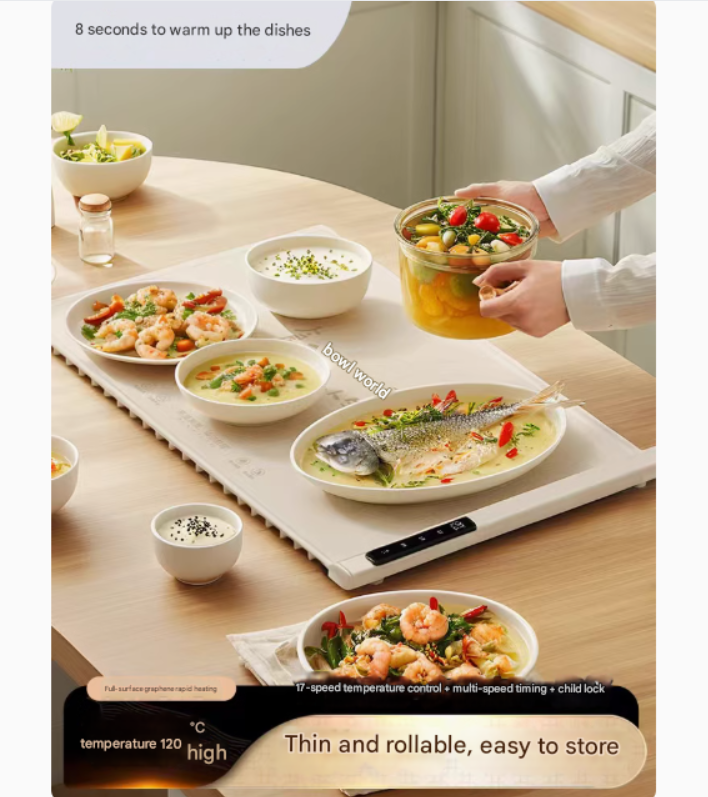 8 seconds to warm up the dishes
bowl world
Full-surface graphene rapid heating
17-speed temperature control + multi-speed timing + child lock
temperature 120
°C
high
Thin and rollable, easy to store